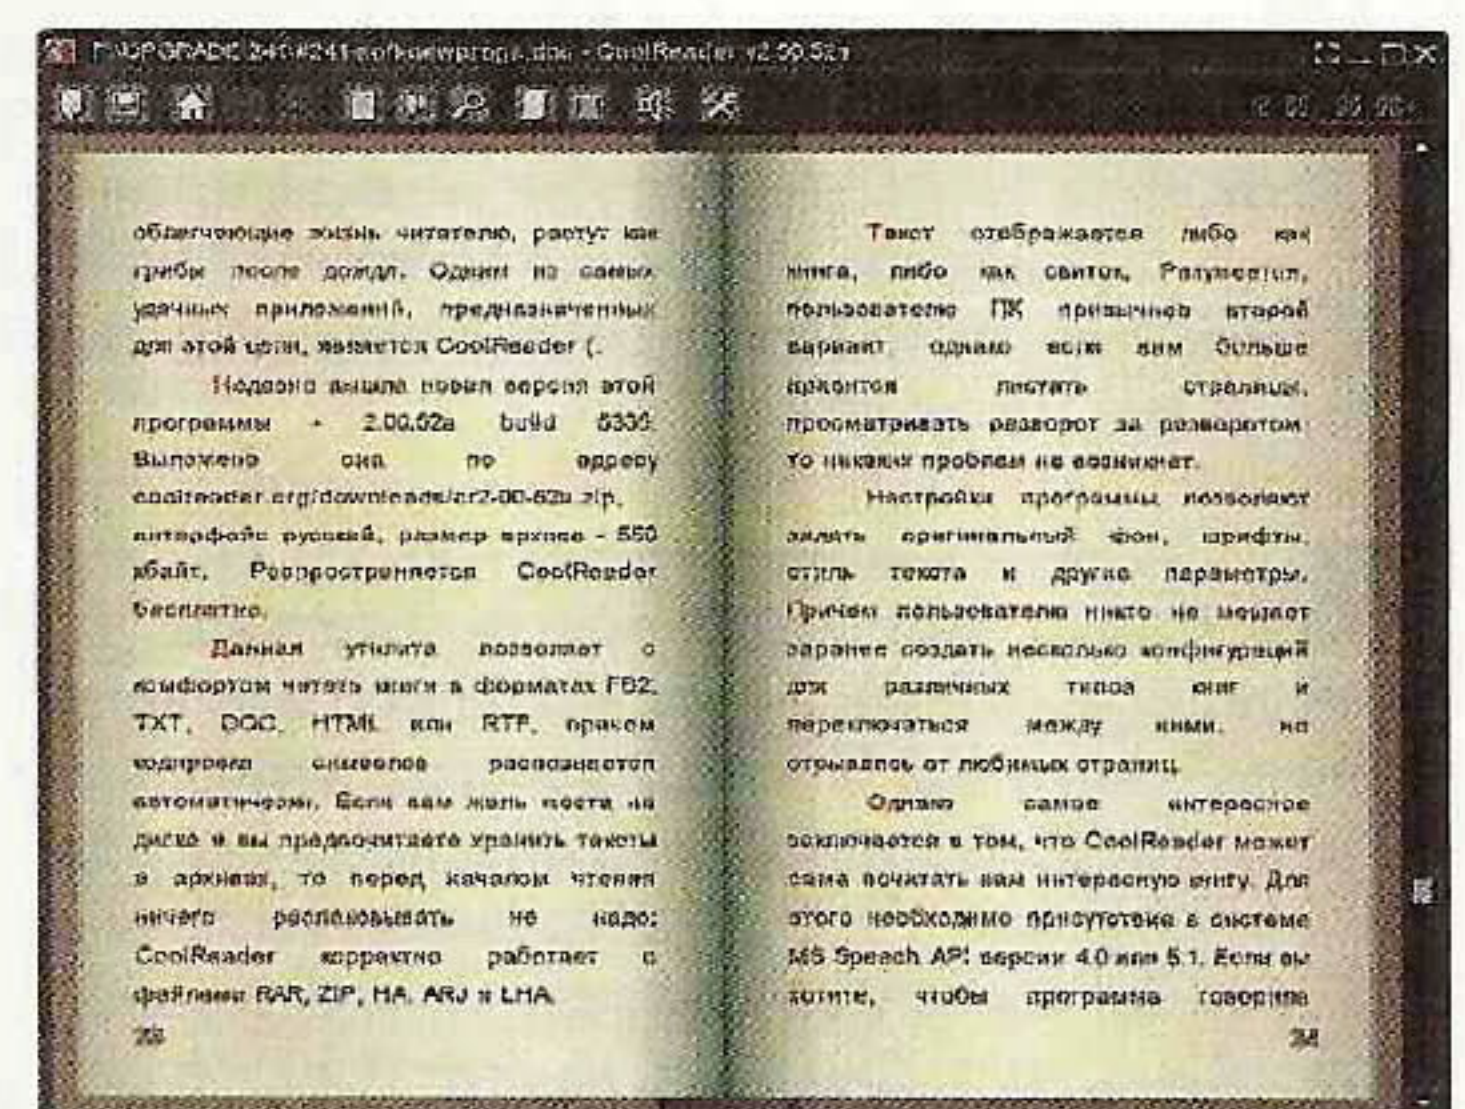 CoolReader v2.00.52a
облегчающие жизнь читателю, растут как
грибы после дождя. Одним из самых
удачных приложений, предназначенных
для этой цели, является CoolReader (.
Недавно вышла новая версия этой
программы - 2.00.52a build
Выложено она по адресу
coolreader.org/downloads/cr2-00-52a.zip,
интерфейс русский, размер архива - 550
кбайт. Распространяется CoolReader
бесплатно.
Данная утилита позволяет с
комфортом читать книги в форматах FB2,
TXT, DOC, HTML или RTF, причем
кодировка символов распознается
автоматически. Если вам жаль места на
диске и вы предпочитаете хранить тексты
в архивах, то перед началом чтения
ничего распаковывать не надо:
CoolReader корректно работает с
файлами RAR, ZIP, HA, ARJ и LHA.
Текст отображается либо как
книга, либо как свиток. Разумеется,
пользователю ПК привычнее второй
вариант, однако если вам больше
нравится листать страницы,
просматривать разворот за разворотом,
то никаких проблем не возникнет.
Настройки программы позволяют
задать оригинальный фон, шрифты,
стиль текста и другие параметры.
Причем пользователю никто не мешает
заранее создать несколько конфигураций
для различных типов книг и
переключаться между ними, не
отрываясь от любимых страниц.
Однако самое интересное
заключается в том, что CoolReader может
сама почитать вам интересную книгу. Для
этого необходимо присутствие в системе
MS Speech API версии 4.0 или 5.1. Если вы
хотите, чтобы программа говорила